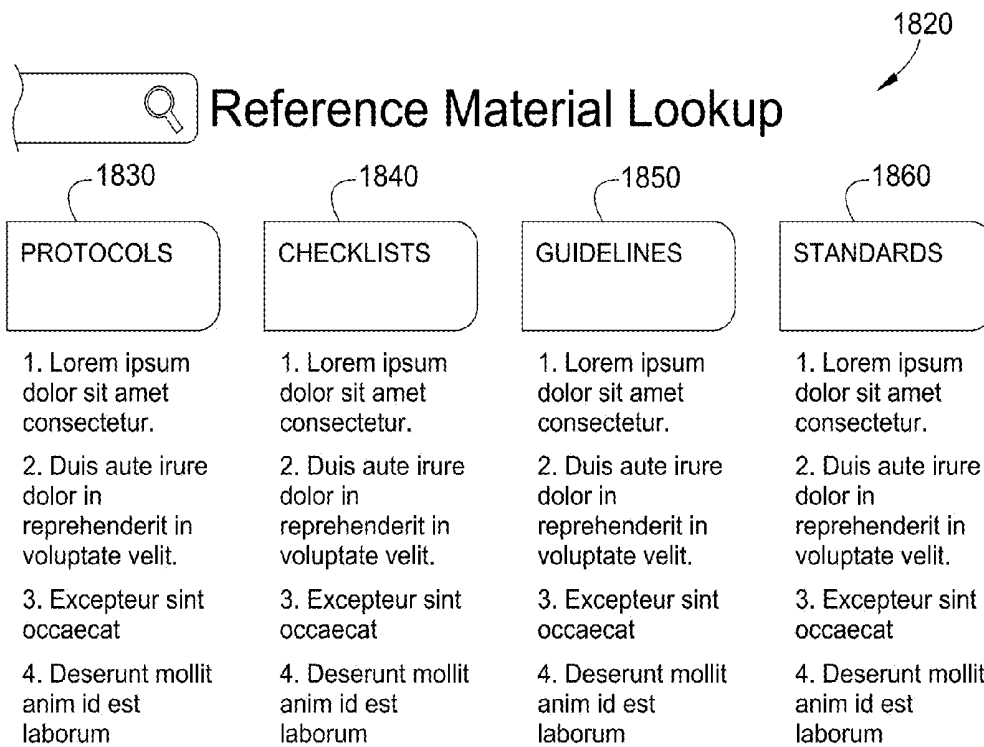 1820
Reference Material Lookup
1830
1840
1850
1860
PROTOCOLS
CHECKLISTS
GUIDELINES
STANDARDS
1. Lorem ipsum
dolor sit amet
consectetur.
2. Duis aute irure
dolor in
reprehenderit in
voluptate velit.
3. Excepteur sint
occaecat
4. Deserunt mollit
anim id est
laborum
1. Lorem ipsum
dolor sit amet
consectetur.
2. Duis aute irure
dolor in
reprehenderit in
voluptate velit.
3. Excepteur sint
occaecat
4. Deserunt mollit
anim id est
laborum
1. Lorem ipsum
dolor sit amet
consectetur.
2. Duis aute irure
dolor in
reprehenderit in
voluptate velit.
3. Excepteur sint
occaecat
4. Deserunt mollit
anim id est
laborum
1. Lorem ipsum
dolor sit amet
consectetur.
2. Duis aute irure
dolor in
reprehenderit in
voluptate velit.
3. Excepteur sint
occaecat
4. Deserunt mollit
anim id est
laborum